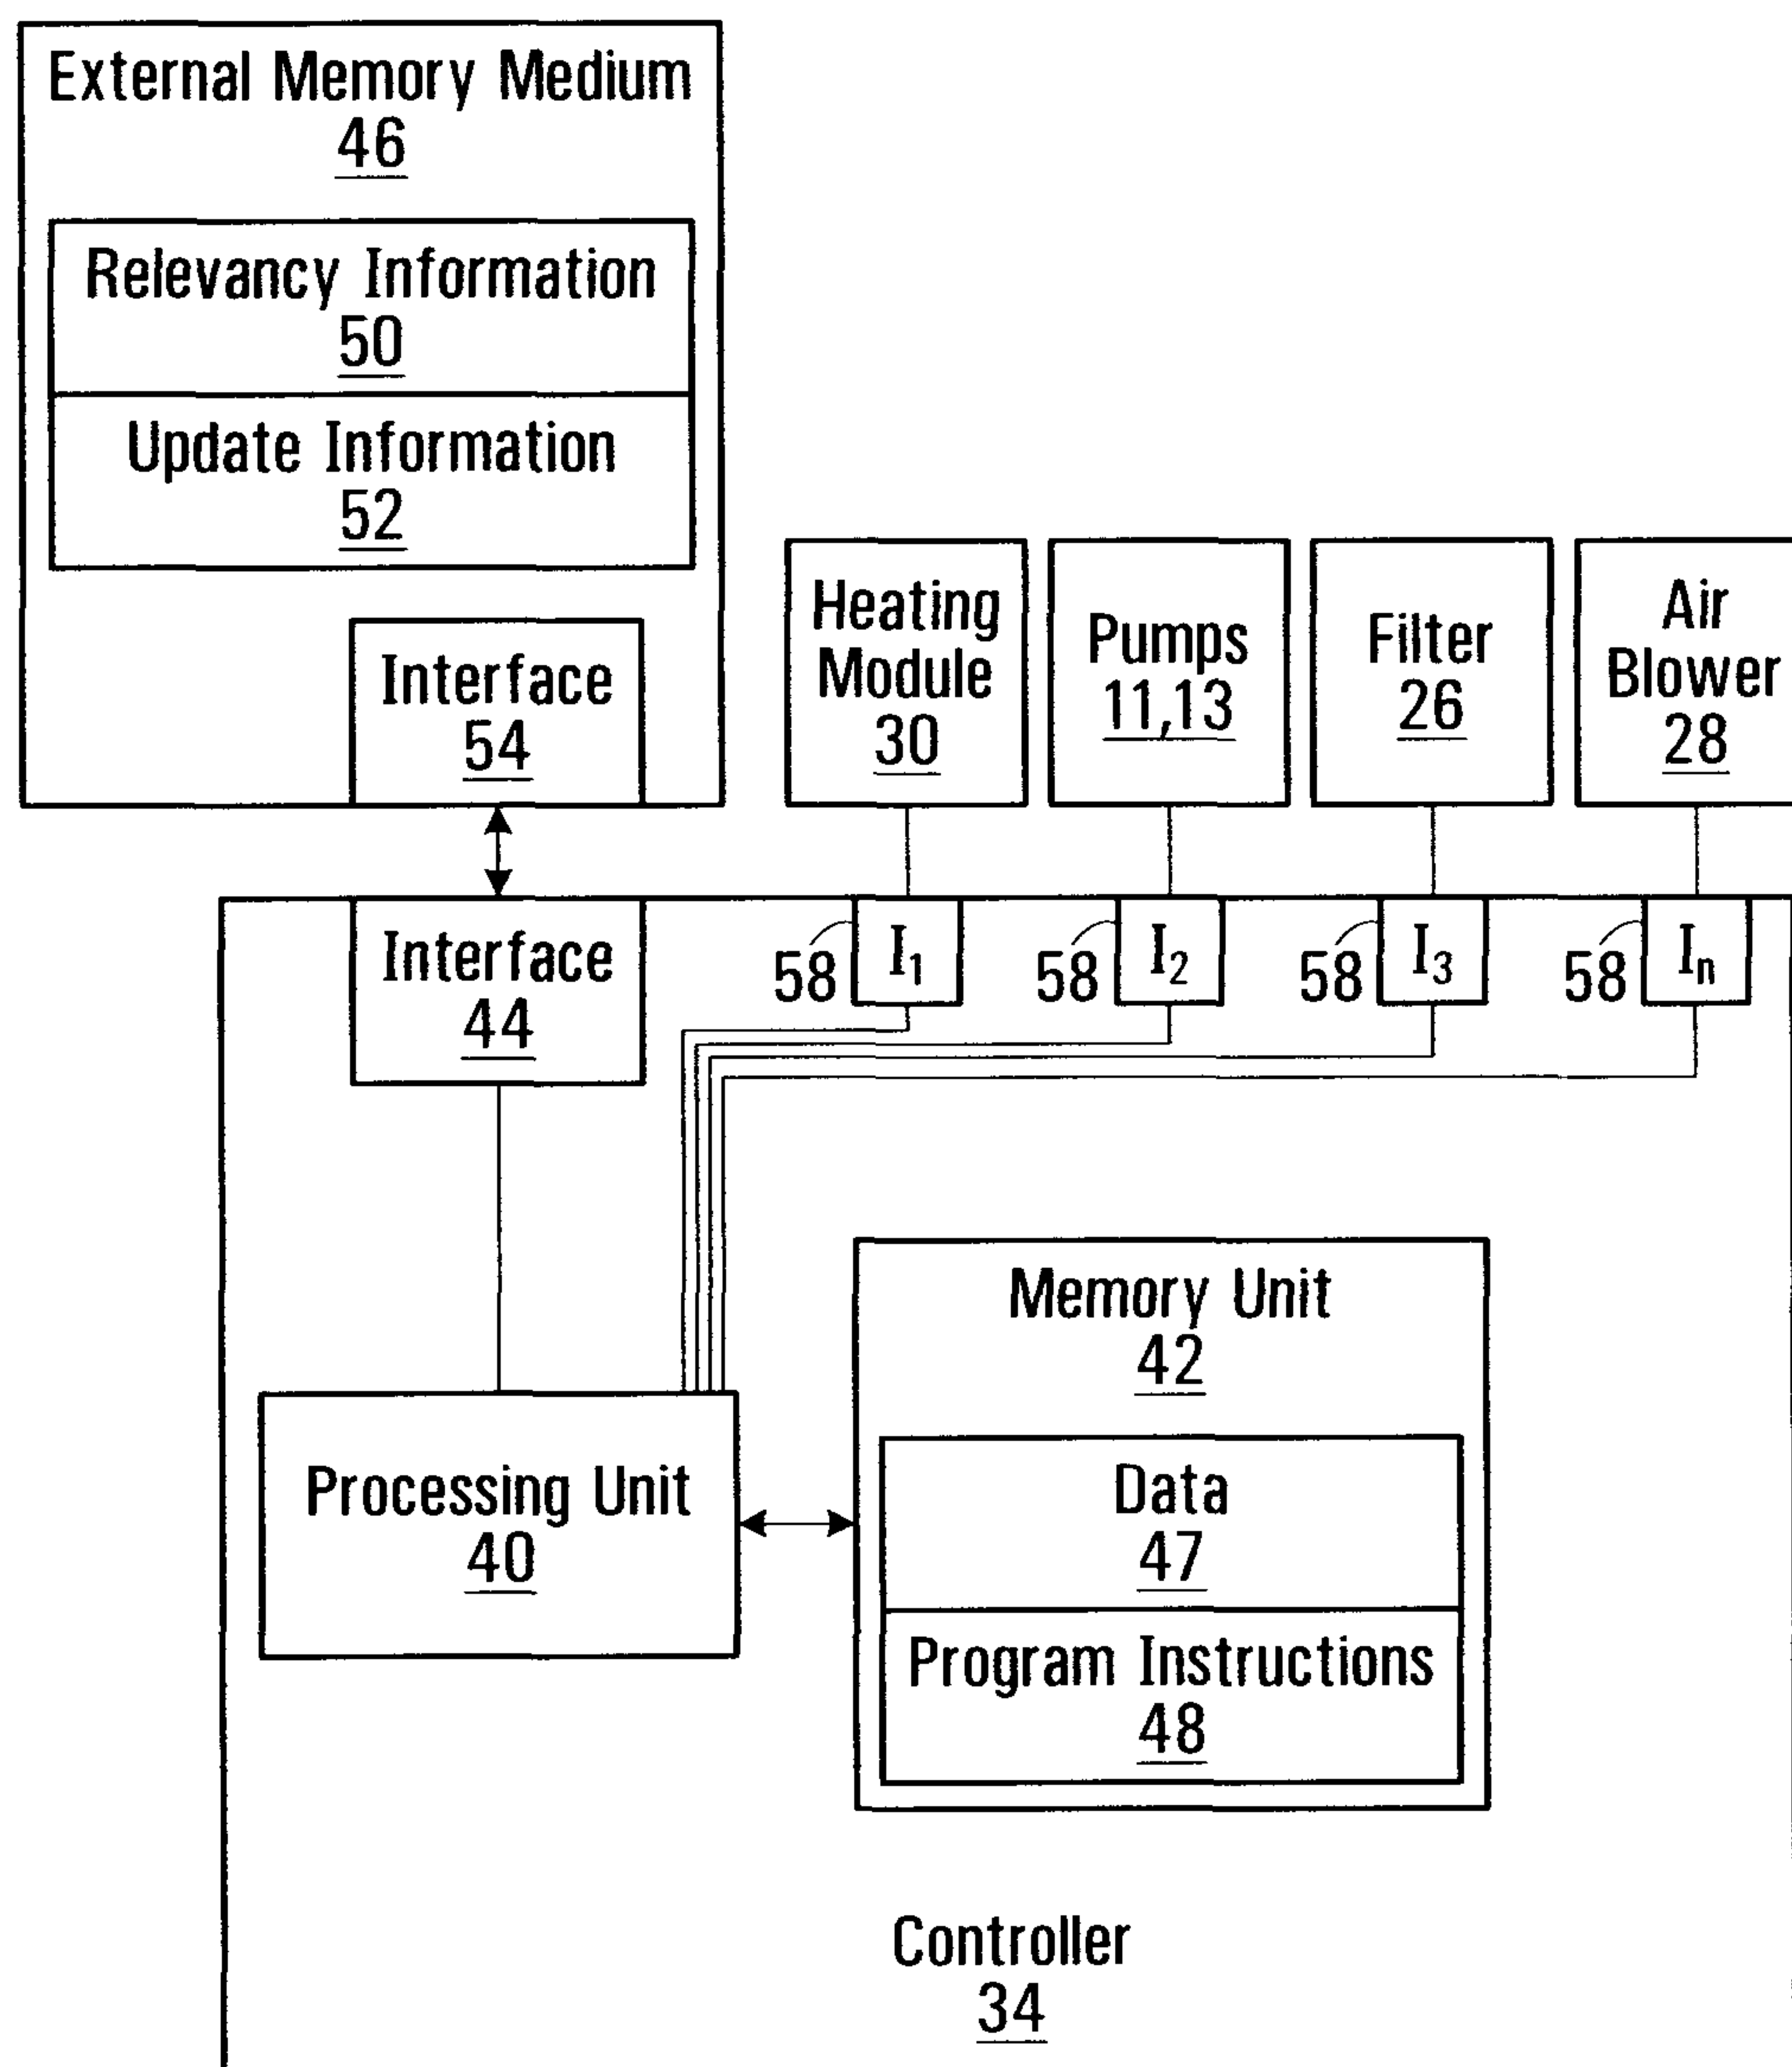 External Memory Medium
46
Relevancy Information
50
Update Information
52
Interface
54
Heating
Module
30
Pumps
11,13
Filter
26
Air
Blower
28
Interface
44
58 I₁
58 I₂
58 I₃
58 Iₙ
Memory Unit
42
Data
47
Program Instructions
48
Processing Unit
40
Controller
34